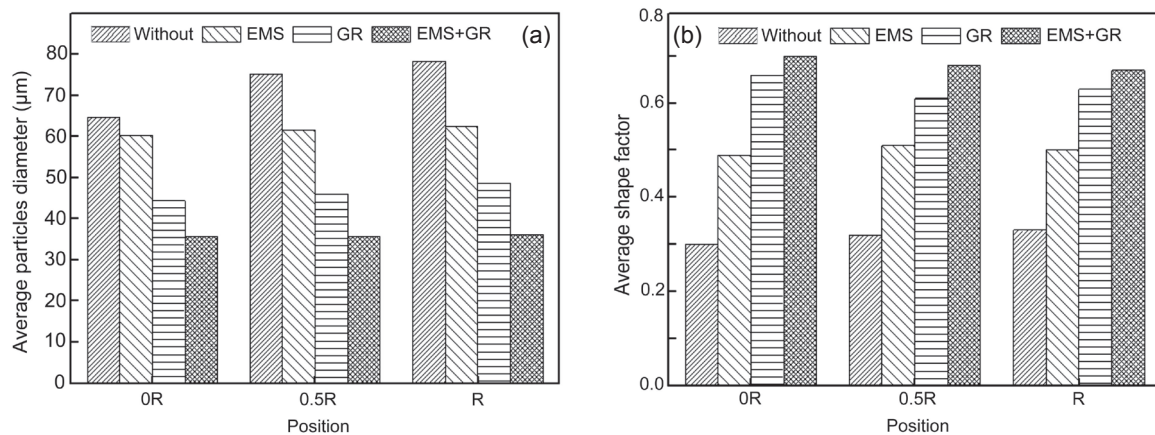 Without EMS GR EMS+GR (a)
Average particles diameter (μm)
80
70
60
50
40
30
20
10
0
0R 0.5R R
Position
Without EMS GR EMS+GR
(b)
Average shape factor
0.8
0.6
0.4
0.2
0.0
0R 0.5R R
Position